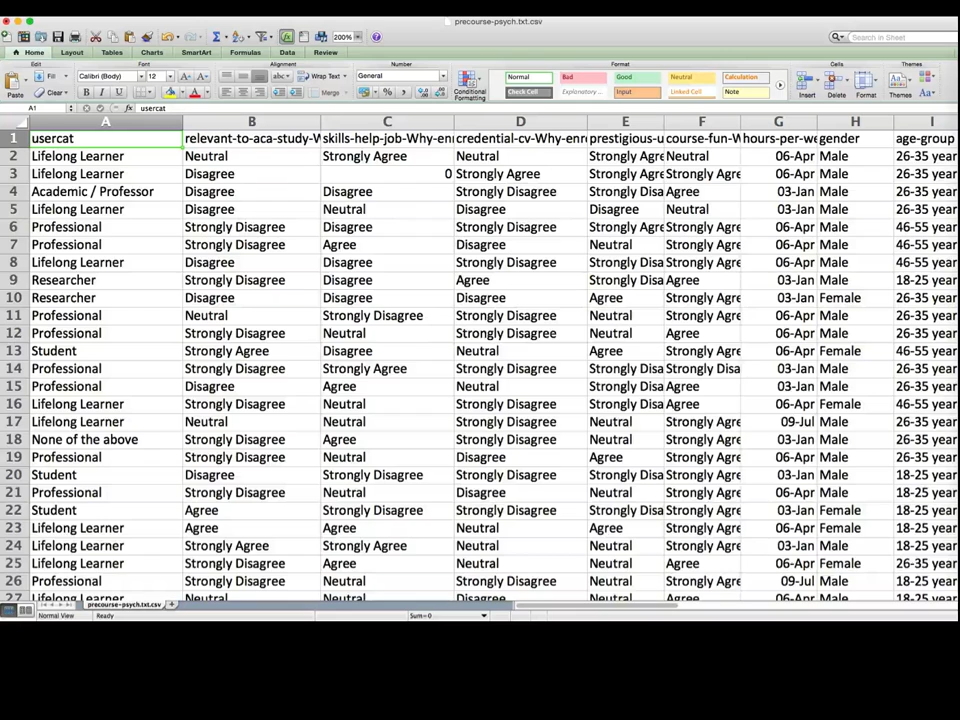 precourse-psych.txt.csv
200% Search in Sheet
Home Layout Tables Charts SmartArt Formulas Data Review
Edit Font Alignment Number Format Cells Themes
Paste Fill Calibri (Body) 12 abc Wrap Text General Conditional Formatting Normal Bad Good Neutral Calculation Insert Delete Format Themes Aa
Clear B I U Merge % Check Cell Explanatory ... Input Linked Cell Note
A1 fx usercat
A B C D E F G H I
1 usercat relevant-to-aca-study-W skills-help-job-Why-enr credential-cv-Why-enro prestigious-u course-fun-W hours-per-we gender age-group
2 Lifelong Learner Neutral Strongly Agree Neutral Strongly Agre Neutral 06-Apr Male 26-35 year
3 Lifelong Learner Disagree 0 Strongly Agree Strongly Agre Strongly Agre 06-Apr Male 26-35 year
4 Academic / Professor Disagree Disagree Strongly Disagree Strongly Disa Agree 03-Jan Male 26-35 year
5 Lifelong Learner Disagree Neutral Disagree Disagree Neutral 03-Jan Male 26-35 year
6 Professional Strongly Disagree Disagree Strongly Disagree Strongly Agre Strongly Agre 06-Apr Male 46-55 year
7 Professional Strongly Disagree Agree Disagree Neutral Strongly Agre 06-Apr Male 46-55 year
8 Lifelong Learner Disagree Disagree Strongly Disagree Strongly Disa Strongly Agre 06-Apr Male 46-55 year
9 Researcher Strongly Disagree Disagree Agree Strongly Disa Agree 03-Jan Male 18-25 year
10 Researcher Disagree Disagree Disagree Agree Strongly Agre 03-Jan Female 26-35 year
11 Professional Neutral Strongly Disagree Strongly Disagree Neutral Strongly Agre 06-Apr Male 26-35 year
12 Professional Strongly Disagree Neutral Strongly Disagree Neutral Agree 06-Apr Male 26-35 year
13 Student Strongly Agree Disagree Neutral Agree Strongly Agre 06-Apr Female 46-55 year
14 Professional Strongly Disagree Strongly Agree Strongly Disagree Strongly Disa Strongly Disa 06-Apr Male 26-35 year
15 Professional Disagree Agree Neutral Agree Strongly Agre 06-Apr Male 26-35 year
16 Lifelong Learner Strongly Disagree Neutral Strongly Disagree Strongly Disa Agree 06-Apr Female 46-55 year
17 Lifelong Learner Neutral Neutral Strongly Disagree Neutral Strongly Agre 09-Jul Male 26-35 year
18 None of the above Strongly Disagree Agree Strongly Disagree Neutral Strongly Agre 03-Jan Male 26-35 year
19 Professional Strongly Disagree Neutral Disagree Agree Strongly Agre 06-Apr Male 26-35 year
20 Student Disagree Strongly Disagree Strongly Disagree Strongly Disa Strongly Agre 03-Jan Male 18-25 year
21 Professional Strongly Disagree Neutral Disagree Neutral Strongly Agre 06-Apr Male 18-25 year
22 Student Agree Strongly Disagree Strongly Disagree Strongly Disa Strongly Agre 03-Jan Female 18-25 year
23 Lifelong Learner Agree Agree Neutral Agree Strongly Agre 06-Apr Female 18-25 year
24 Lifelong Learner Strongly Agree Strongly Agree Neutral Neutral Strongly Agre 03-Jan Male 18-25 year
25 Lifelong Learner Strongly Disagree Neutral Strongly Disagree Neutral Agree 06-Apr Female 26-35 year
26 Professional Strongly Disagree Neutral Strongly Disagree Neutral Strongly Agre 09-Jul Male 18-25 year
27 Lifelong Learner Neutral Neutral Disagree Neutral Agree 06-Apr Male 26-35 year
precourse-psych.txt.csv
Normal View Ready Sum=0